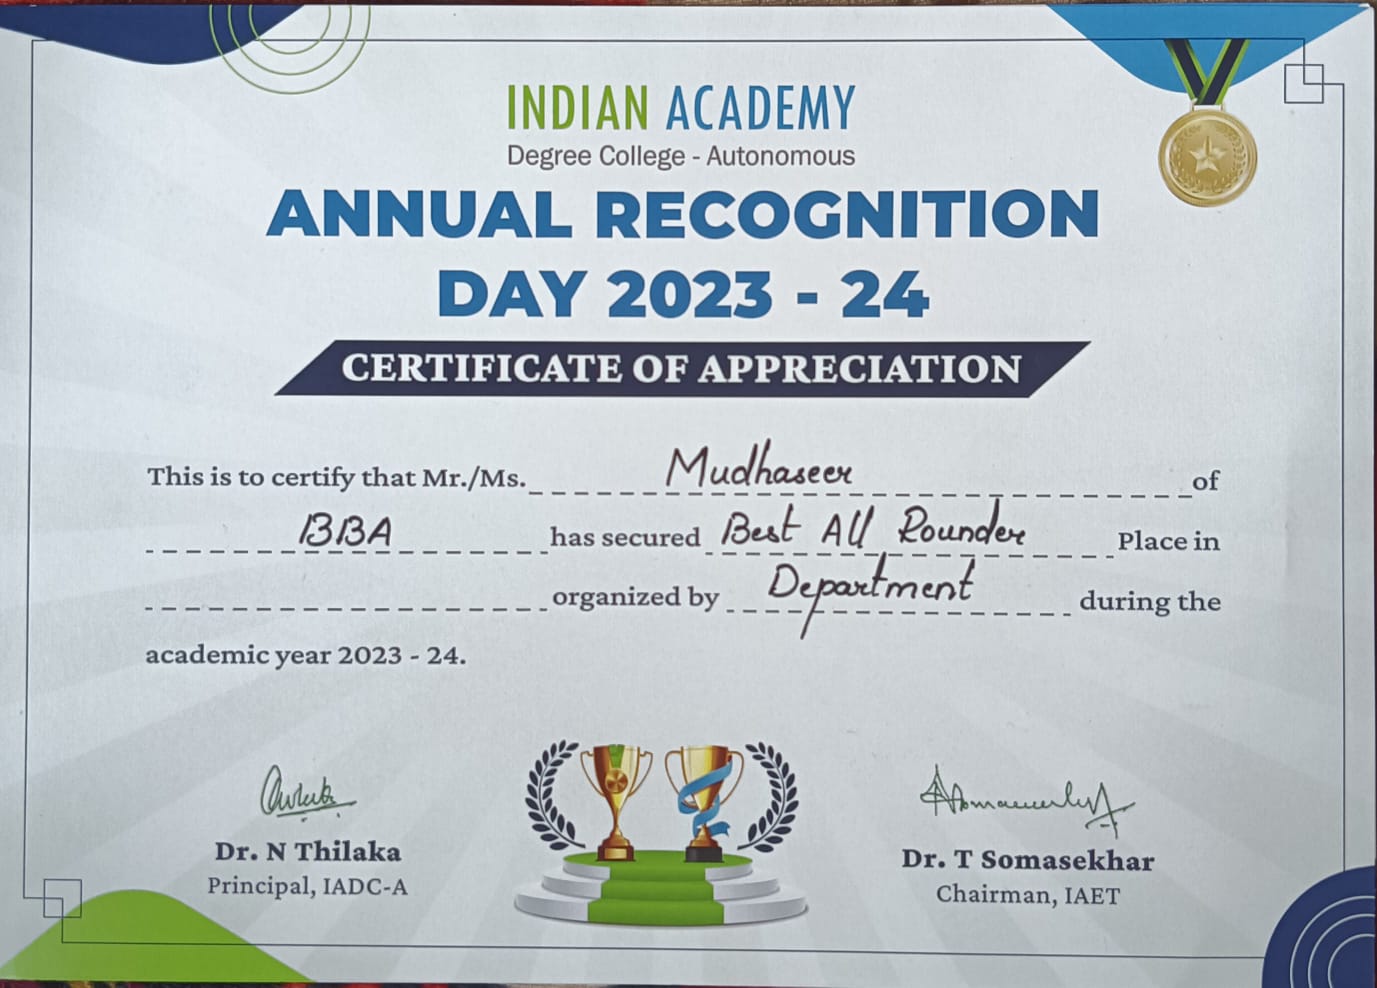 INDIAN ACADEMY
Degree College - Autonomous
ANNUAL RECOGNITION
DAY 2023 - 24
CERTIFICATE OF APPRECIATION
This is to certify that Mr./Ms. Mudhaseer of
BBA has secured Best All Rounder Place in
organized by Department during the
academic year 2023 - 24.
Dr. N Thilaka
Principal, IADC-A
Dr. T Somasekhar
Chairman, IAET